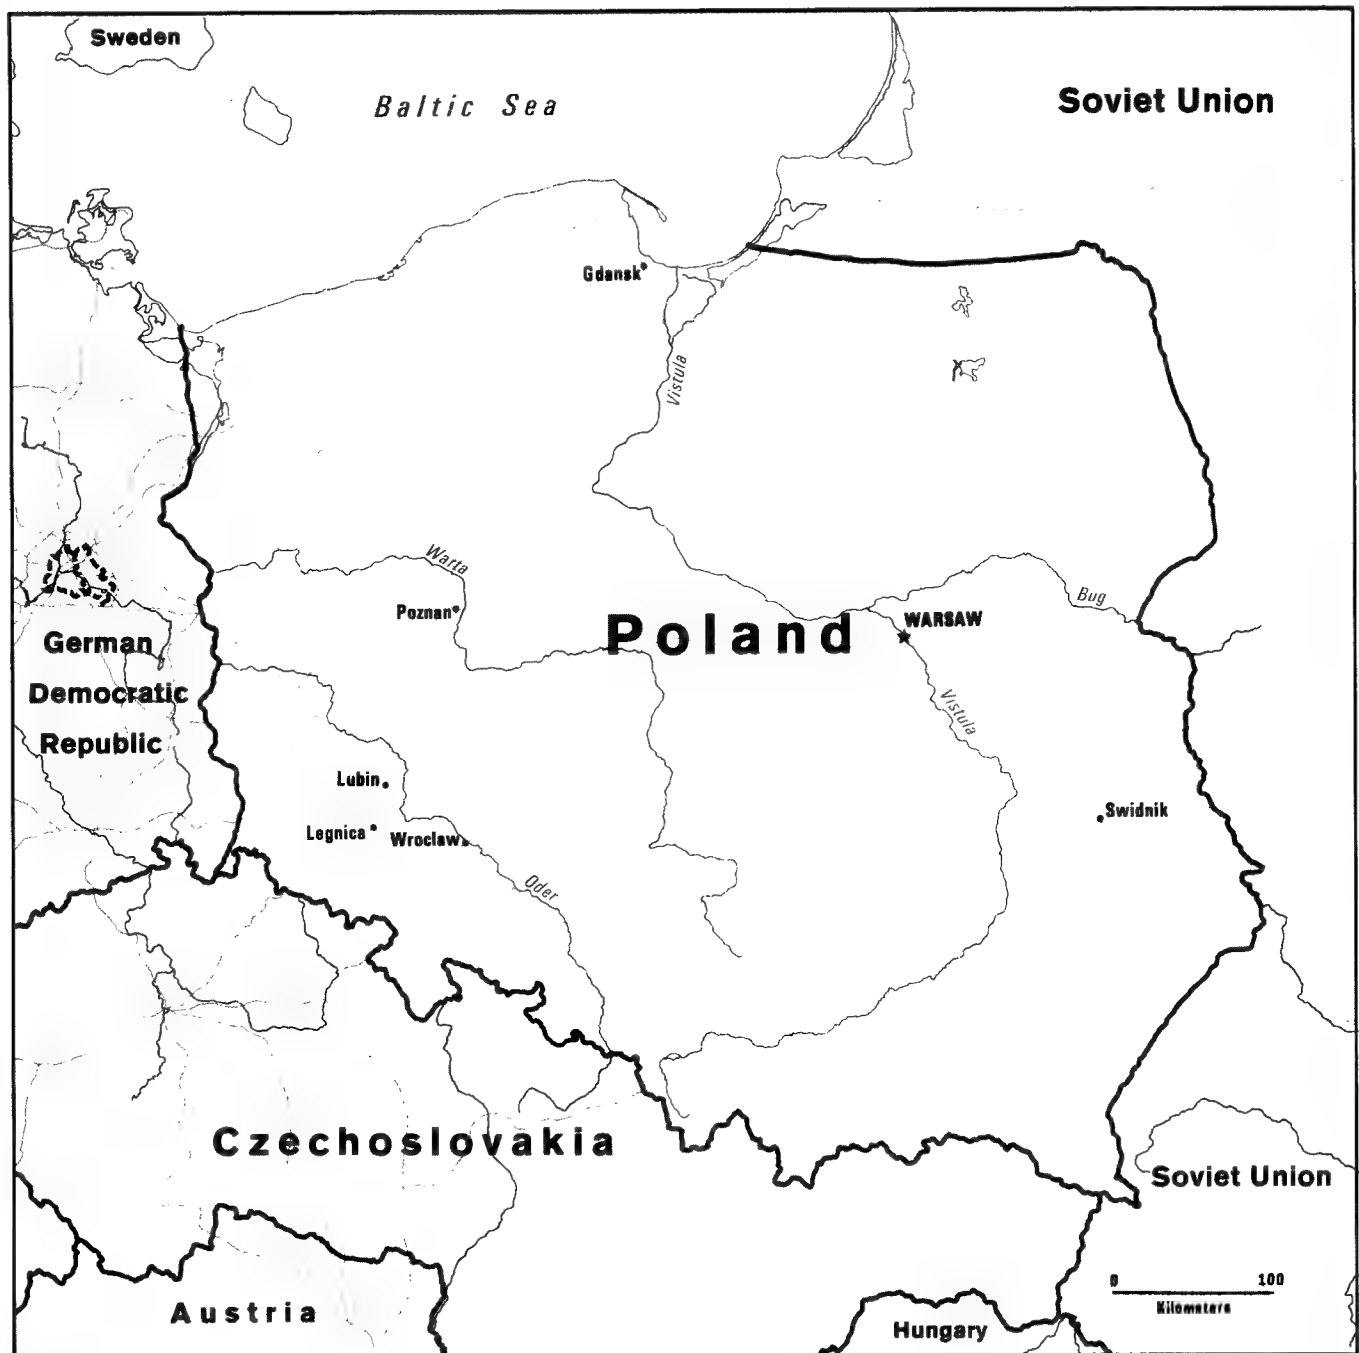 Sweden
Baltic Sea
Soviet Union
Gdansk
Vistula
Warta
Bug
Poznan
Poland
WARSAW
German
Democratic
Republic
Vistula
Lubin
Swidnik
Legnica
Wroclaw
Oder
Czechoslovakia
Soviet Union
0 100
Kilometers
Austria
Hungary